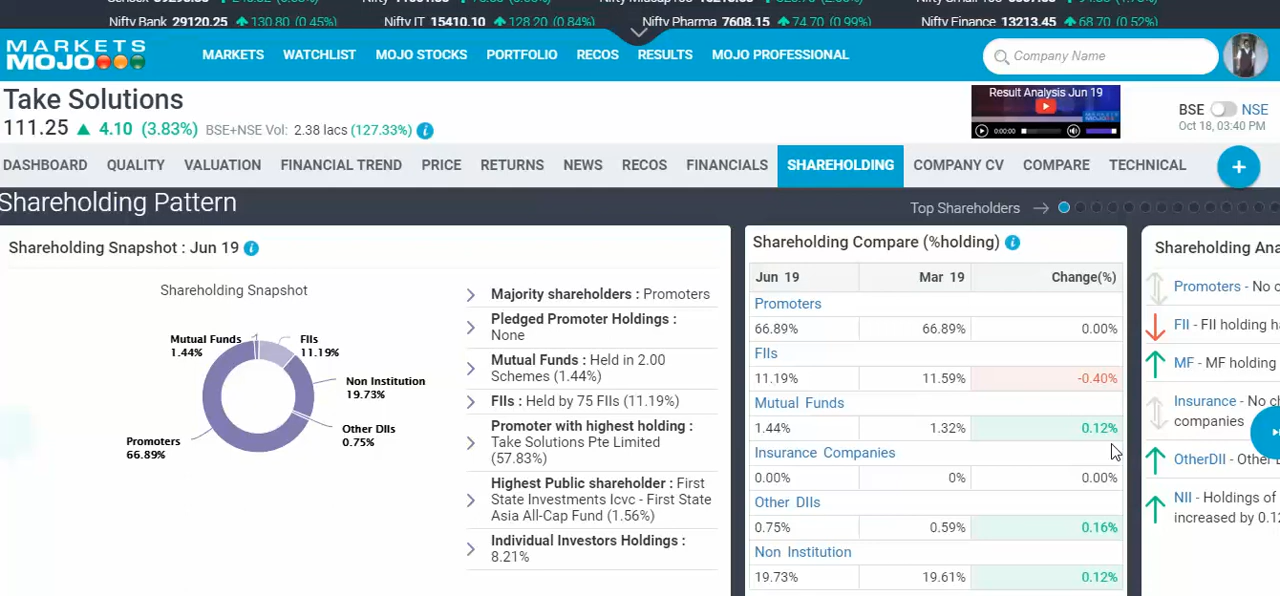 Nifty Bank 29120.25 130.80 (0.45%) Nifty IT 15410.10 128.20 (0.84%) Nifty Pharma 7608.15 74.70 (0.99%) Nifty Finance 13213.45 68.70 (0.52%)
MARKETS
MOJO
MARKETS WATCHLIST MOJO STOCKS PORTFOLIO RECOS RESULTS MOJO PROFESSIONAL
Company Name
Take Solutions
111.25 4.10 (3.83%) BSE+NSE Vol: 2.38 lacs (127.33%)
Result Analysis Jun 19
0:00:00
BSE NSE
Oct 18, 03:40 PM
DASHBOARD QUALITY VALUATION FINANCIAL TREND PRICE RETURNS NEWS RECOS FINANCIALS SHAREHOLDING COMPANY CV COMPARE TECHNICAL
Shareholding Pattern
Top Shareholders
Shareholding Snapshot : Jun 19
Shareholding Snapshot
Mutual Funds
1.44%
FIIs
11.19%
Non Institution
19.73%
Other DIIs
0.75%
Promoters
66.89%
Majority shareholders : Promoters
Pledged Promoter Holdings :
None
Mutual Funds : Held in 2.00
Schemes (1.44%)
FIIs : Held by 75 FIIs (11.19%)
Promoter with highest holding :
Take Solutions Pte Limited
(57.83%)
Highest Public shareholder : First
State Investments Icvc - First State
Asia All-Cap Fund (1.56%)
Individual Investors Holdings :
8.21%
Shareholding Compare (%holding)
Jun 19 Mar 19 Change(%)
Promoters
66.89% 66.89% 0.00%
FIIs
11.19% 11.59% -0.40%
Mutual Funds
1.44% 1.32% 0.12%
Insurance Companies
0.00% 0% 0.00%
Other DIIs
0.75% 0.59% 0.16%
Non Institution
19.73% 19.61% 0.12%
Shareholding Ana
Promoters - No c
FII - FII holding ha
MF - MF holding
Insurance - No ch
companies
OtherDII - Other
NII - Holdings of
increased by 0.12